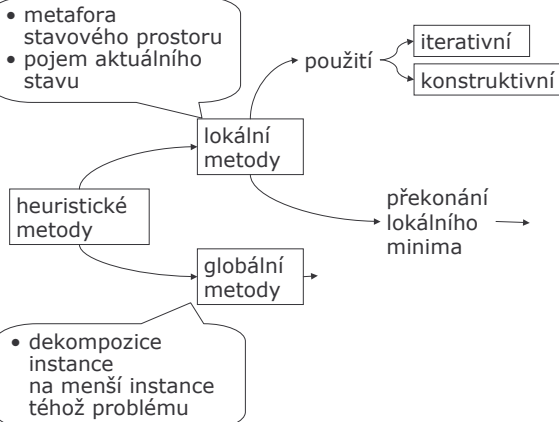 • metafora
stavového prostoru
• pojem aktuálního
stavu
použití
iterativní
konstruktivní
lokální
metody
heuristické
metody
překonání
lokálního
minima
globální
metody
• dekompozice
instance
na menší instance
téhož problému